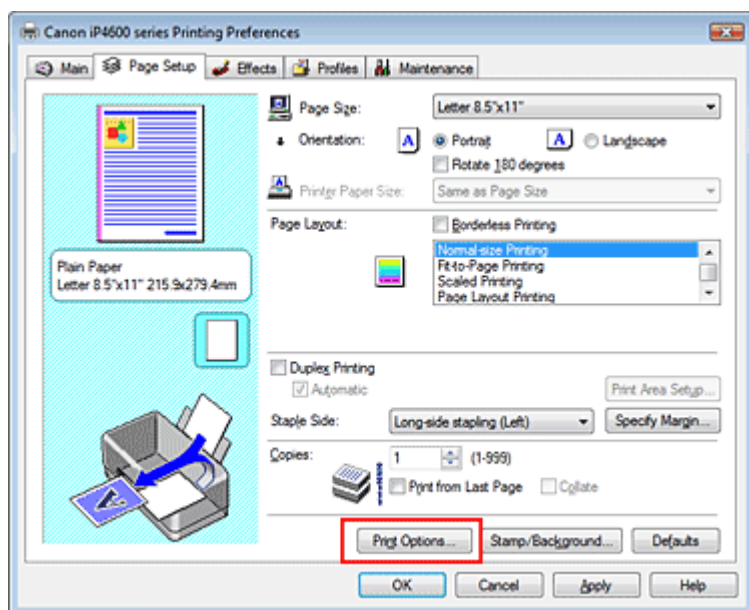 Canon iP4600 series Printing Preferences
Main Page Setup Effects Profiles Maintenance
Page Size: Letter 8.5"x11"
Orientation: A Portrait A Landscape
Rotate 180 degrees
Printer Paper Size: Same as Page Size
Page Layout: Borderless Printing
Normal-size Printing
Fit-to-Page Printing
Scaled Printing
Page Layout Printing
Plain Paper
Letter 8.5"x11" 215.9x279.4mm
Duplex Printing
Automatic Print Area Setup...
Staple Side: Long-side stapling (Left) Specify Margin...
Copies: 1 (1-999)
Print from Last Page Collate
Print Options... Stamp/Background... Defaults
OK Cancel Apply Help